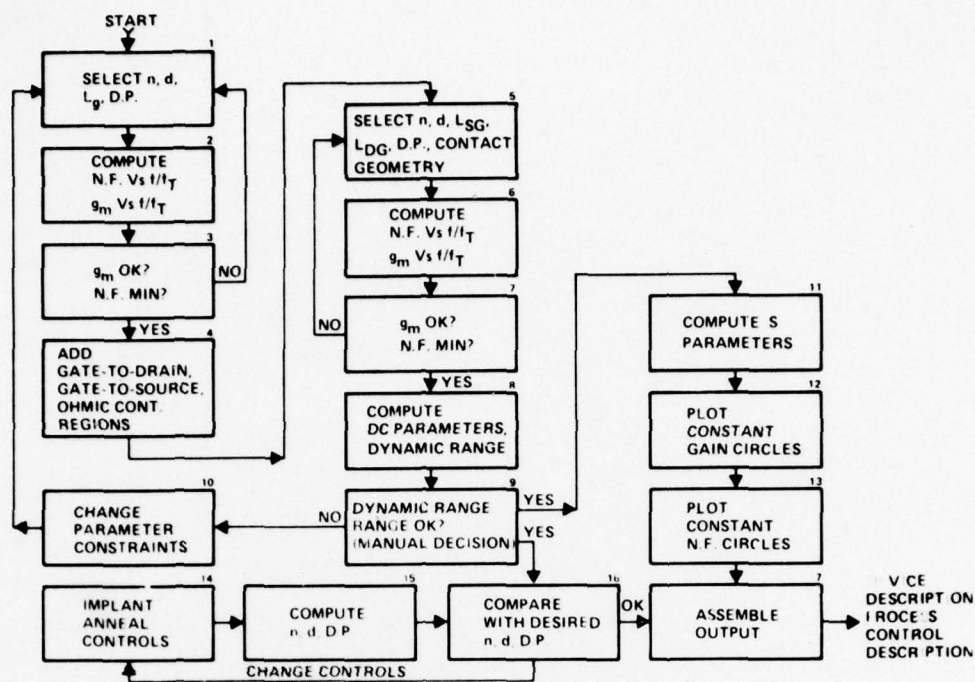 START
1
SELECT n, d,
Lg, D.P.
2
COMPUTE
N.F. Vs f/fT
gm Vs f/fT
3
gm OK?
N.F. MIN?
NO
YES
4
ADD
GATE-TO-DRAIN,
GATE-TO-SOURCE,
OHMIC CONT.
REGIONS
5
SELECT n, d, LSG,
LDG, D.P., CONTACT
GEOMETRY
6
COMPUTE
N.F. Vs f/fT
gm Vs f/fT
7
gm OK?
N.F. MIN?
NO
YES
8
COMPUTE
DC PARAMETERS,
DYNAMIC RANGE
9
DYNAMIC RANGE
RANGE OK?
(MANUAL DECISION)
NO
YES
YES
10
CHANGE
PARAMETER
CONSTRAINTS
11
COMPUTE S
PARAMETERS
12
PLOT
CONSTANT
GAIN CIRCLES
13
PLOT
CONSTANT
N.F. CIRCLES
14
IMPLANT
ANNEAL
CONTROLS
15
COMPUTE
n, d, D.P.
16
COMPARE
WITH DESIRED
n, d, D.P.
OK
CHANGE CONTROLS
7
ASSEMBLE
OUTPUT
DESCRIPTION
CONTROL